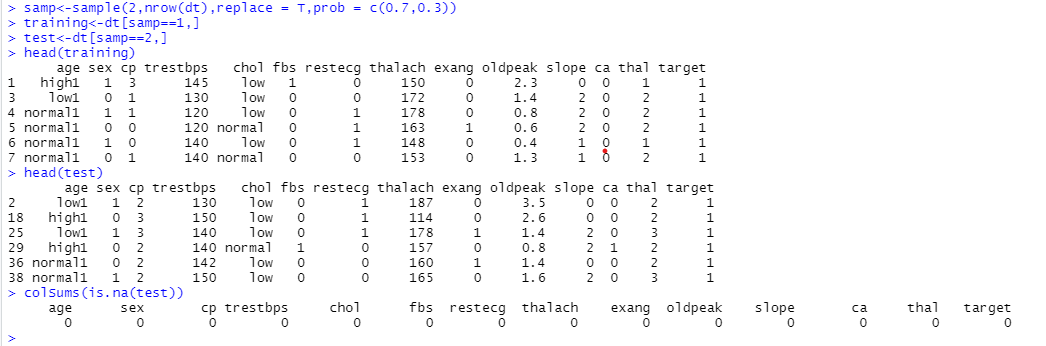 > samp<-sample(2,nrow(dt),replace = T,prob = c(0.7,0.3))
> training<-dt[samp==1,]
> test<-dt[samp==2,]
> head(training)
age sex cp trestbps chol fbs restecg thalach exang oldpeak slope ca thal target
1 high1 1 3 145 low 1 0 150 0 2.3 0 0 1 1
3 low1 0 1 130 low 0 0 172 0 1.4 2 0 2 1
4 normal1 1 1 120 low 0 1 178 0 0.8 2 0 2 1
5 normal1 0 0 120 normal 0 1 163 1 0.6 2 0 2 1
6 normal1 1 0 140 low 0 1 148 0 0.4 1 0 1 1
7 normal1 0 1 140 normal 0 0 153 0 1.3 1 0 2 1
> head(test)
age sex cp trestbps chol fbs restecg thalach exang oldpeak slope ca thal target
2 low1 1 2 130 low 0 1 187 0 3.5 0 0 2 1
18 high1 0 3 150 low 0 1 114 0 2.6 0 0 2 1
25 low1 1 3 140 low 0 1 178 1 1.4 2 0 3 1
29 high1 0 2 140 normal 1 0 157 0 0.8 2 1 2 1
36 normal1 0 2 142 low 0 0 160 1 1.4 0 0 2 1
38 normal1 1 2 150 low 0 0 165 0 1.6 2 0 3 1
> colSums(is.na(test))
age sex cp trestbps chol fbs restecg thalach exang oldpeak slope ca thal target
0 0 0 0 0 0 0 0 0 0 0 0 0 0
>